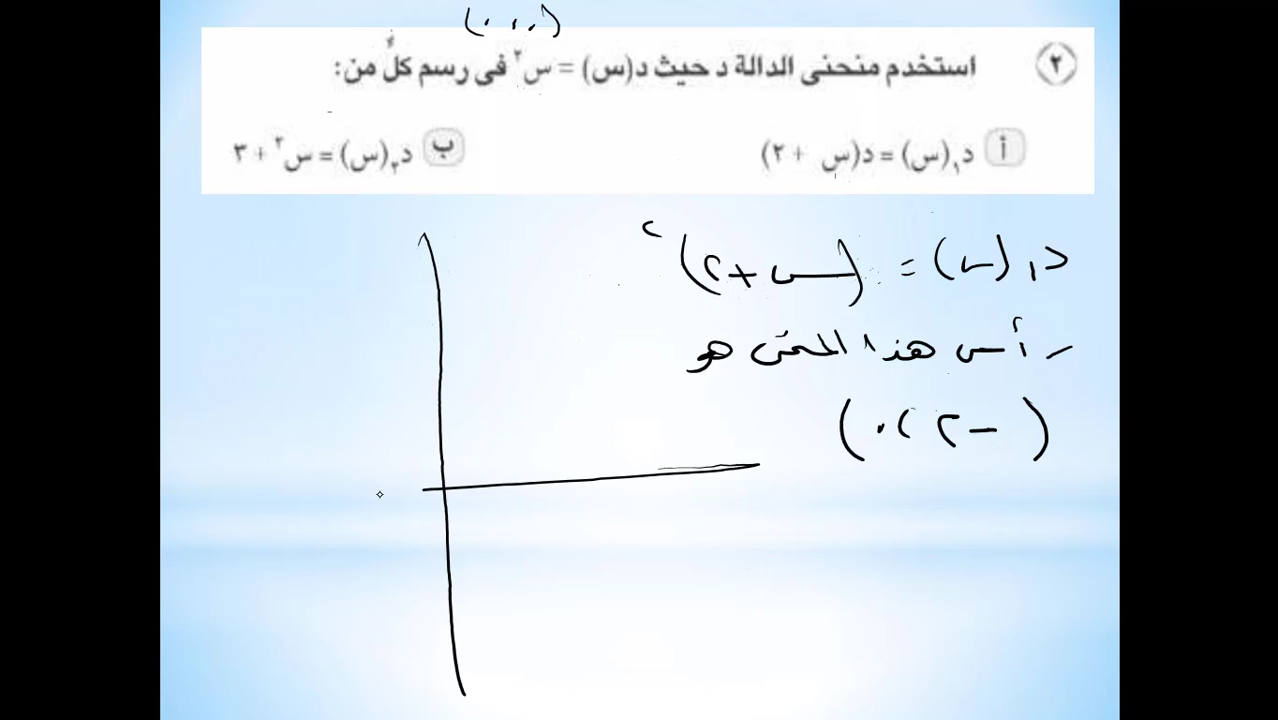 (٠،٠)
٢ استخدم منحنى الدالة د حيث د(س) = س٢ فى رسم كلٌّ من:
أ د١(س) = د(س + ٢) ب د٢(س) = س٢ + ٣
د١(س) = (س+٢)٢
رأس هذا المنحنى هو
(-٢،٠)